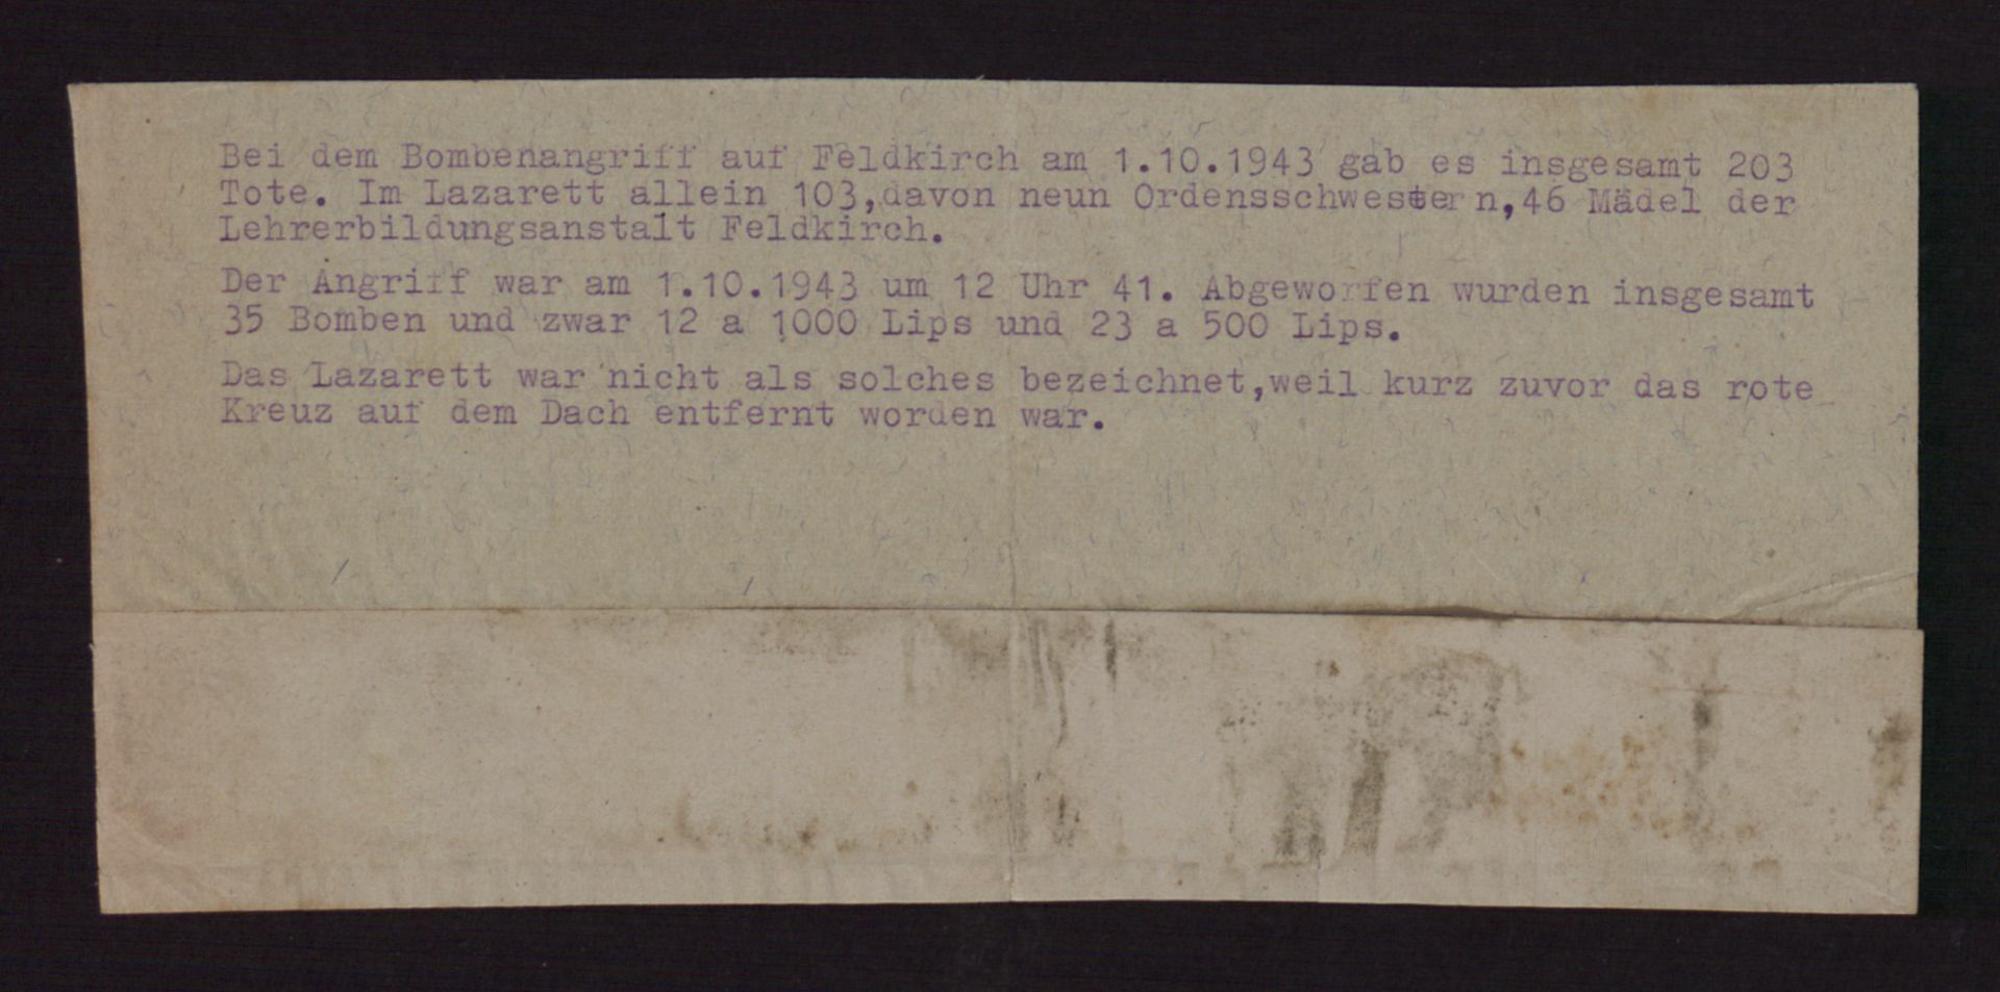 Bei dem Bombenangriff auf Feldkirch am 1.10.1943 gab es insgesamt 203
Tote. Im Lazarett allein 103,davon neun Ordensschwestern,46 Mädel der
Lehrerbildungsanstalt Feldkirch.
Der Angriff war am 1.10.1943 um 12 Uhr 41. Abgeworfen wurden insgesamt
35 Bomben und zwar 12 a 1000 Lips und 23 a 500 Lips.
Das Lazarett war nicht als solches bezeichnet,weil kurz zuvor das rote
Kreuz auf dem Dach entfernt worden war.